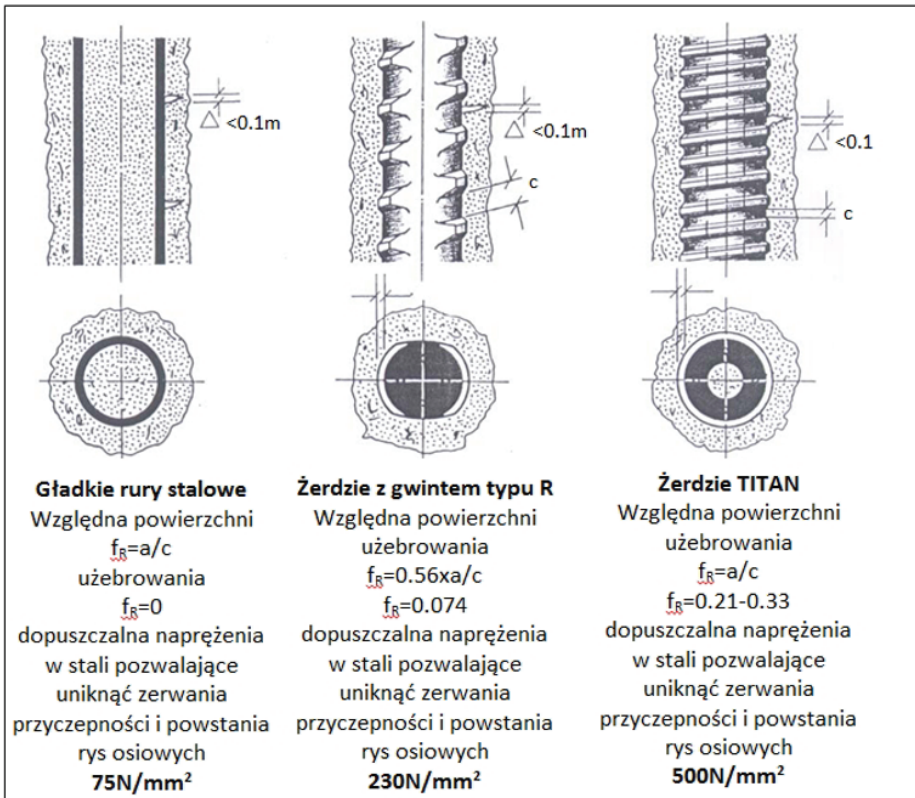 △ <0.1m
△ <0.1m
c
△ <0.1
c
Gładkie rury stalowe
Względna powierzchni
fR=a/c
użebrowania
fR=0
dopuszczalna naprężenia
w stali pozwalające
uniknąć zerwania
przyczepności i powstania
rys osiowych
75N/mm²
Żerdzie z gwintem typu R
Względna powierzchni
użebrowania
fR=0.56xa/c
fR=0.074
dopuszczalna naprężenia
w stali pozwalające
uniknąć zerwania
przyczepności i powstania
rys osiowych
230N/mm²
Żerdzie TITAN
Względna powierzchni
użebrowania
fR=a/c
fR=0.21-0.33
dopuszczalna naprężenia
w stali pozwalające
uniknąć zerwania
przyczepności i powstania
rys osiowych
500N/mm²